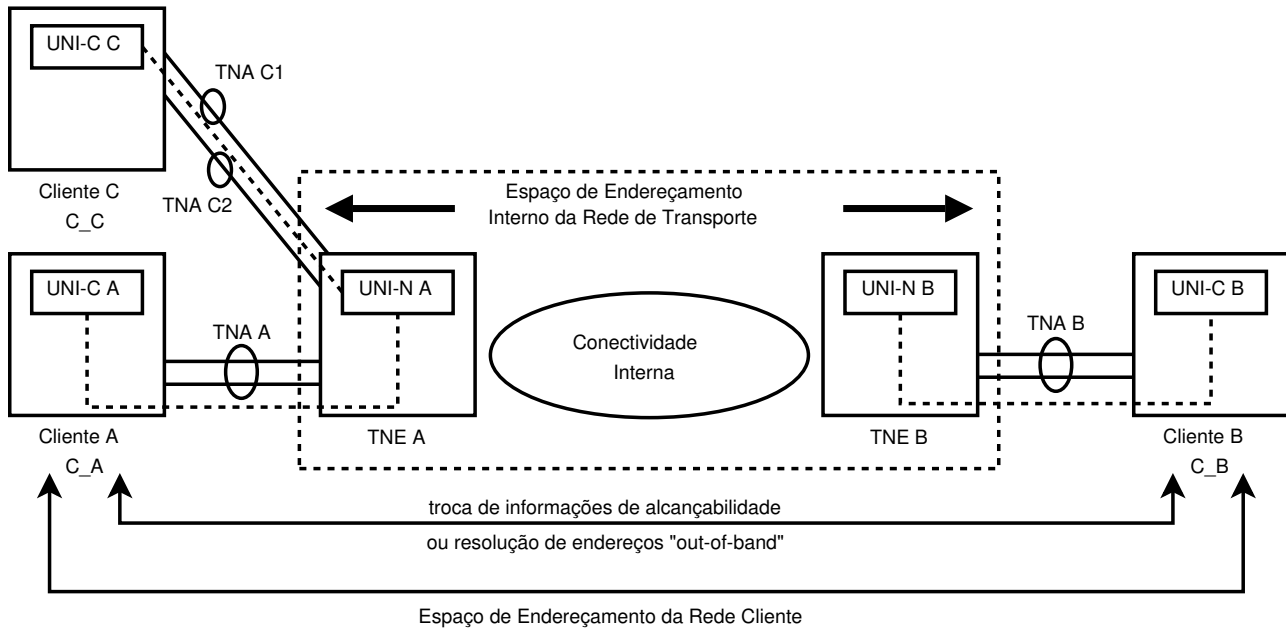 UNI-C C
TNA C1
TNA C2
Cliente C
C_C
Espaço de Endereçamento
Interno da Rede de Transporte
UNI-C A
UNI-N A
UNI-N B
UNI-C B
TNA A
TNA B
Conectividade
Interna
Cliente A
C_A
TNE A
TNE B
Cliente B
C_B
troca de informações de alcançabilidade
ou resolução de endereços "out-of-band"
Espaço de Endereçamento da Rede Cliente